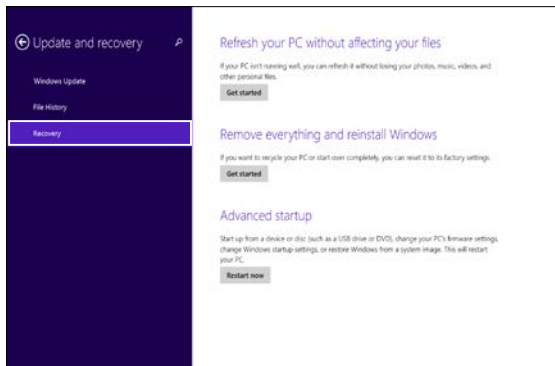 Update and recovery
Windows Update
File History
Recovery
Refresh your PC without affecting your files
If your PC isn't running well, you can refresh it without losing your photos, music, videos, and
other personal files.
Get started
Remove everything and reinstall Windows
If you want to recycle your PC or start over completely, you can reset it to its factory settings.
Get started
Advanced startup
Start up from a device or disc (such as a USB drive or DVD), change your PC's firmware settings,
change Windows startup settings, or restore Windows from a system image. This will restart
your PC.
Restart now